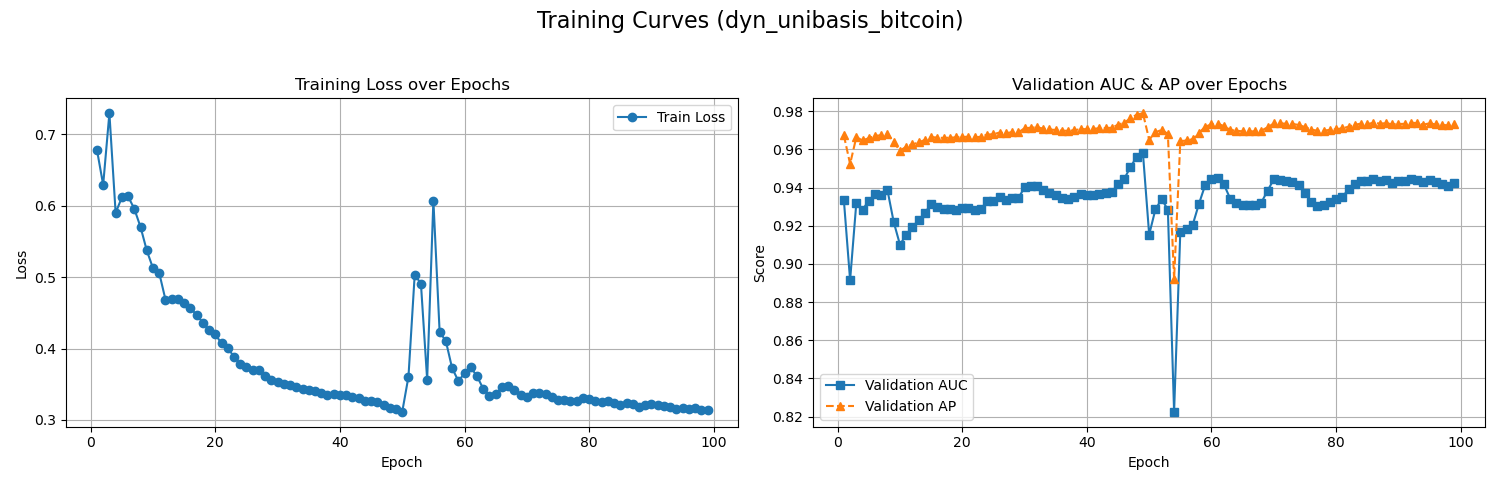 Training Curves (dyn_unibasis_bitcoin)
Training Loss over Epochs
Loss
0.7
0.6
0.5
0.4
0.3
Train Loss
0 20 40 60 80 100
Epoch
Validation AUC & AP over Epochs
Score
0.98
0.96
0.94
0.92
0.90
0.88
0.86
0.84
0.82
Validation AUC
Validation AP
0 20 40 60 80 100
Epoch